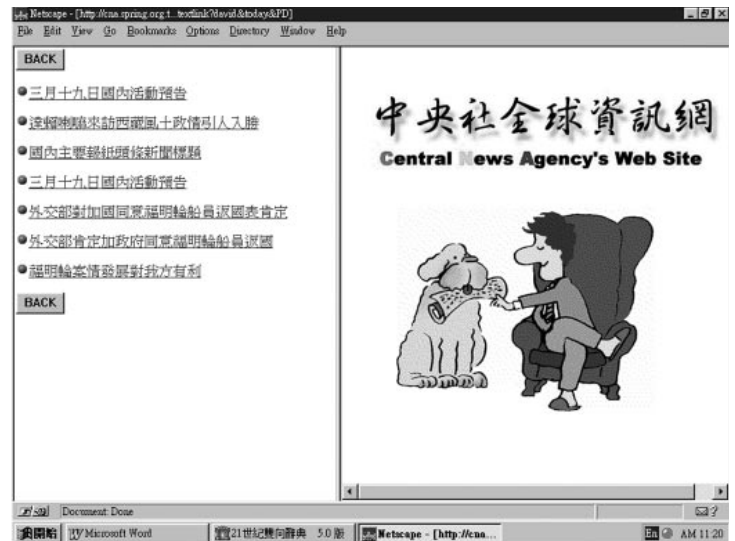 Netscape - [http://cna.spring.org.t...textlink?david&today&PD]
File Edit View Go Bookmarks Options Directory Window Help
BACK
三月十九日國內活動預告
達賴喇嘛來訪西藏風十政情引人入勝
國內主要報紙頭條新聞標題
三月十九日國內活動預告
外交部對加國同意福明輪船員返國表肯定
外交部肯定加政府同意福明輪船員返國
福明輪案情發展對我方有利
BACK
中央社全球資訊網
Central News Agency's Web Site
Document: Done
開始 Microsoft Word 21世紀雙向辭典 5.0 版 Netscape - [http://cna... En AM 11:20